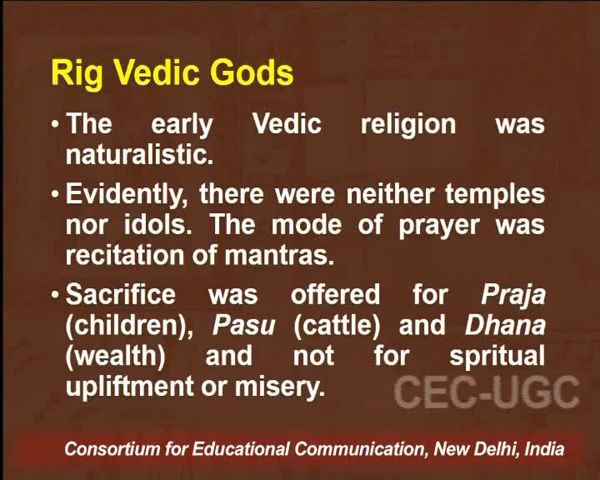 Rig Vedic Gods
• The early Vedic religion was
naturalistic.
• Evidently, there were neither temples
nor idols. The mode of prayer was
recitation of mantras.
• Sacrifice was offered for Praja
(children), Pasu (cattle) and Dhana
(wealth) and not for spritual
upliftment or misery.
CEC-UGC
Consortium for Educational Communication, New Delhi, India